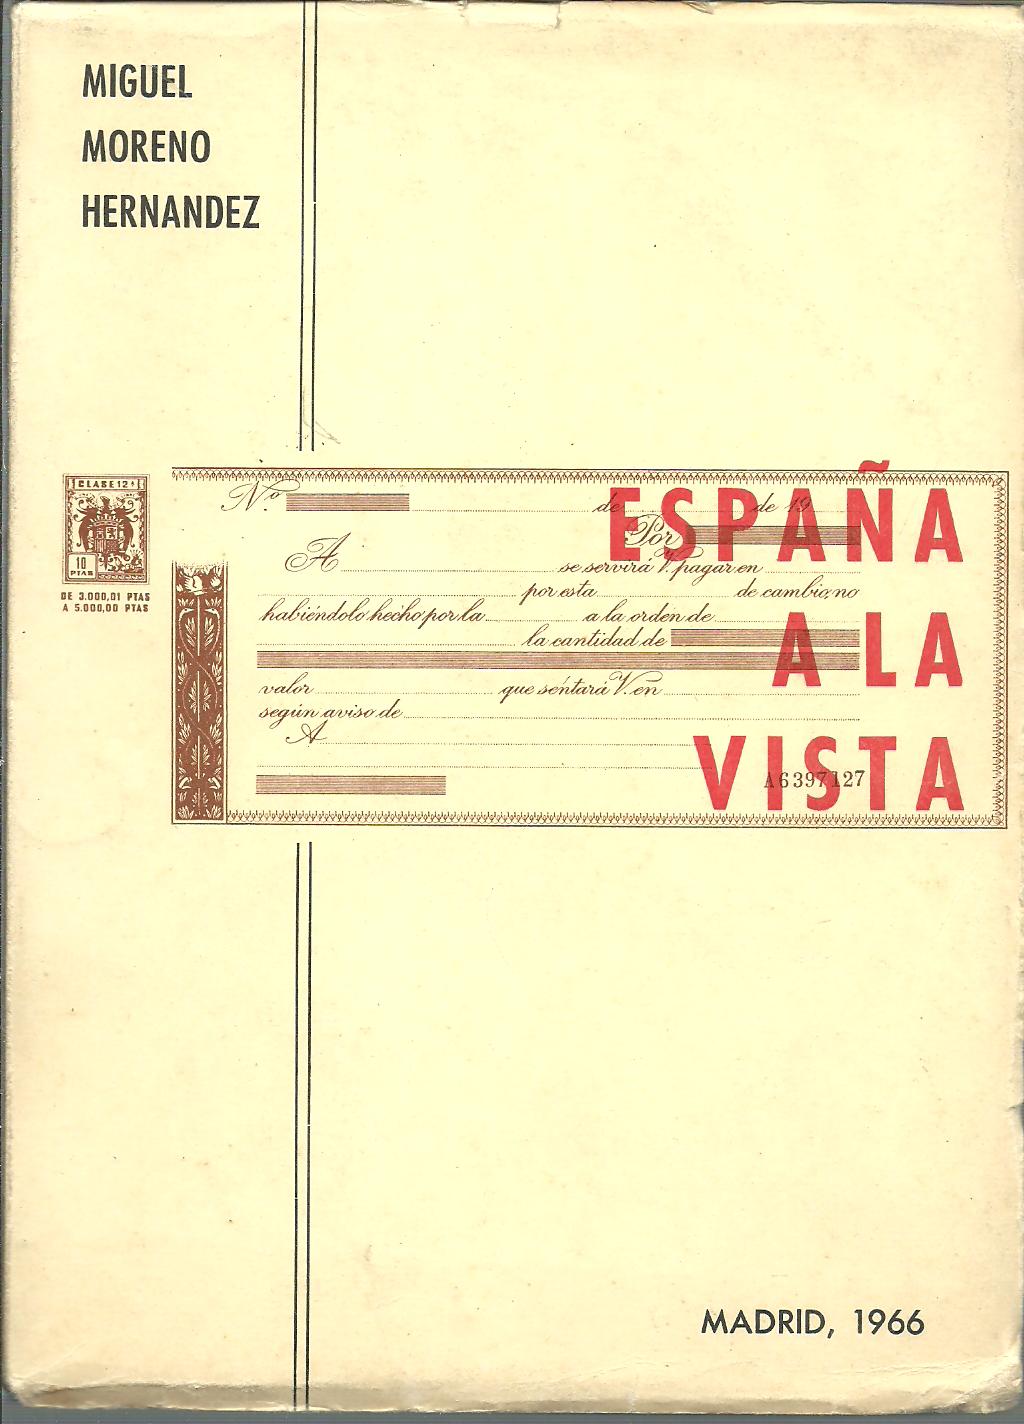 MIGUEL
MORENO
HERNANDEZ
CLASE 12ª
10
PTAS
DE 3.000,01 PTAS
A 5.000,00 PTAS
Nº de de 19
Por
A se servirá V. pagar en
por esta de cambio, no
habiéndolo hecho por la a la orden de
la cantidad de
valor que sentará V. en
según aviso de
A
A6397127
ESPAÑA
A LA
VISTA
MADRID, 1966